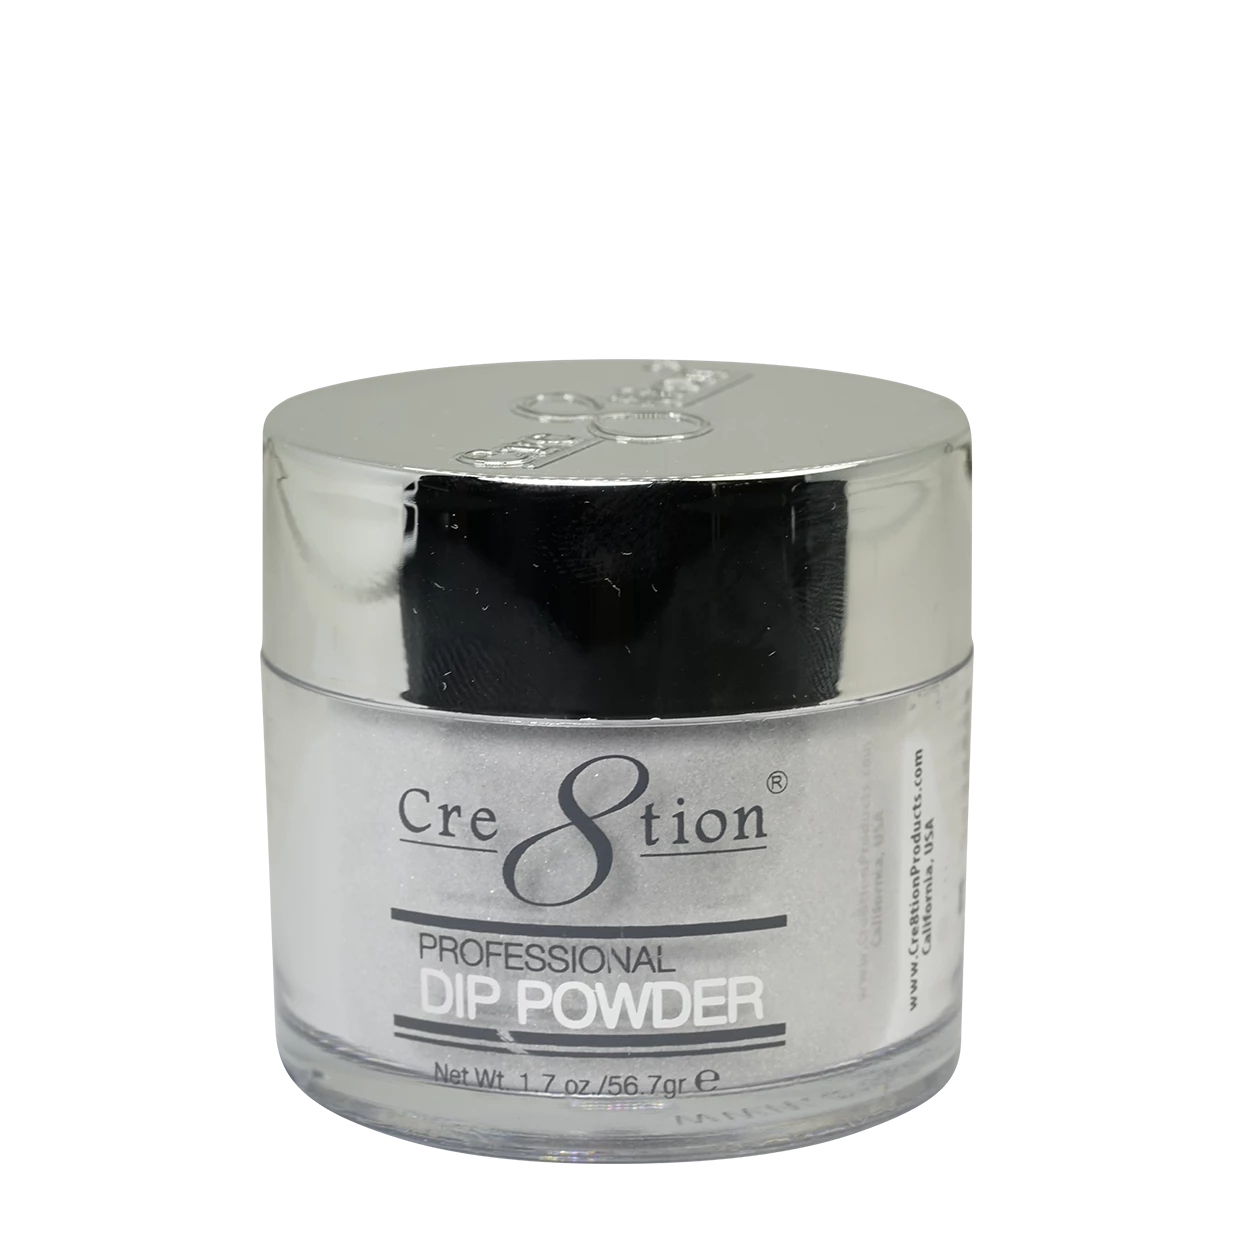 Cre8tion®
PROFESSIONAL
DIP POWDER
Net Wt. 1.7 oz./56.7gr ℮
www.Cre8tionProducts.com
California, USA